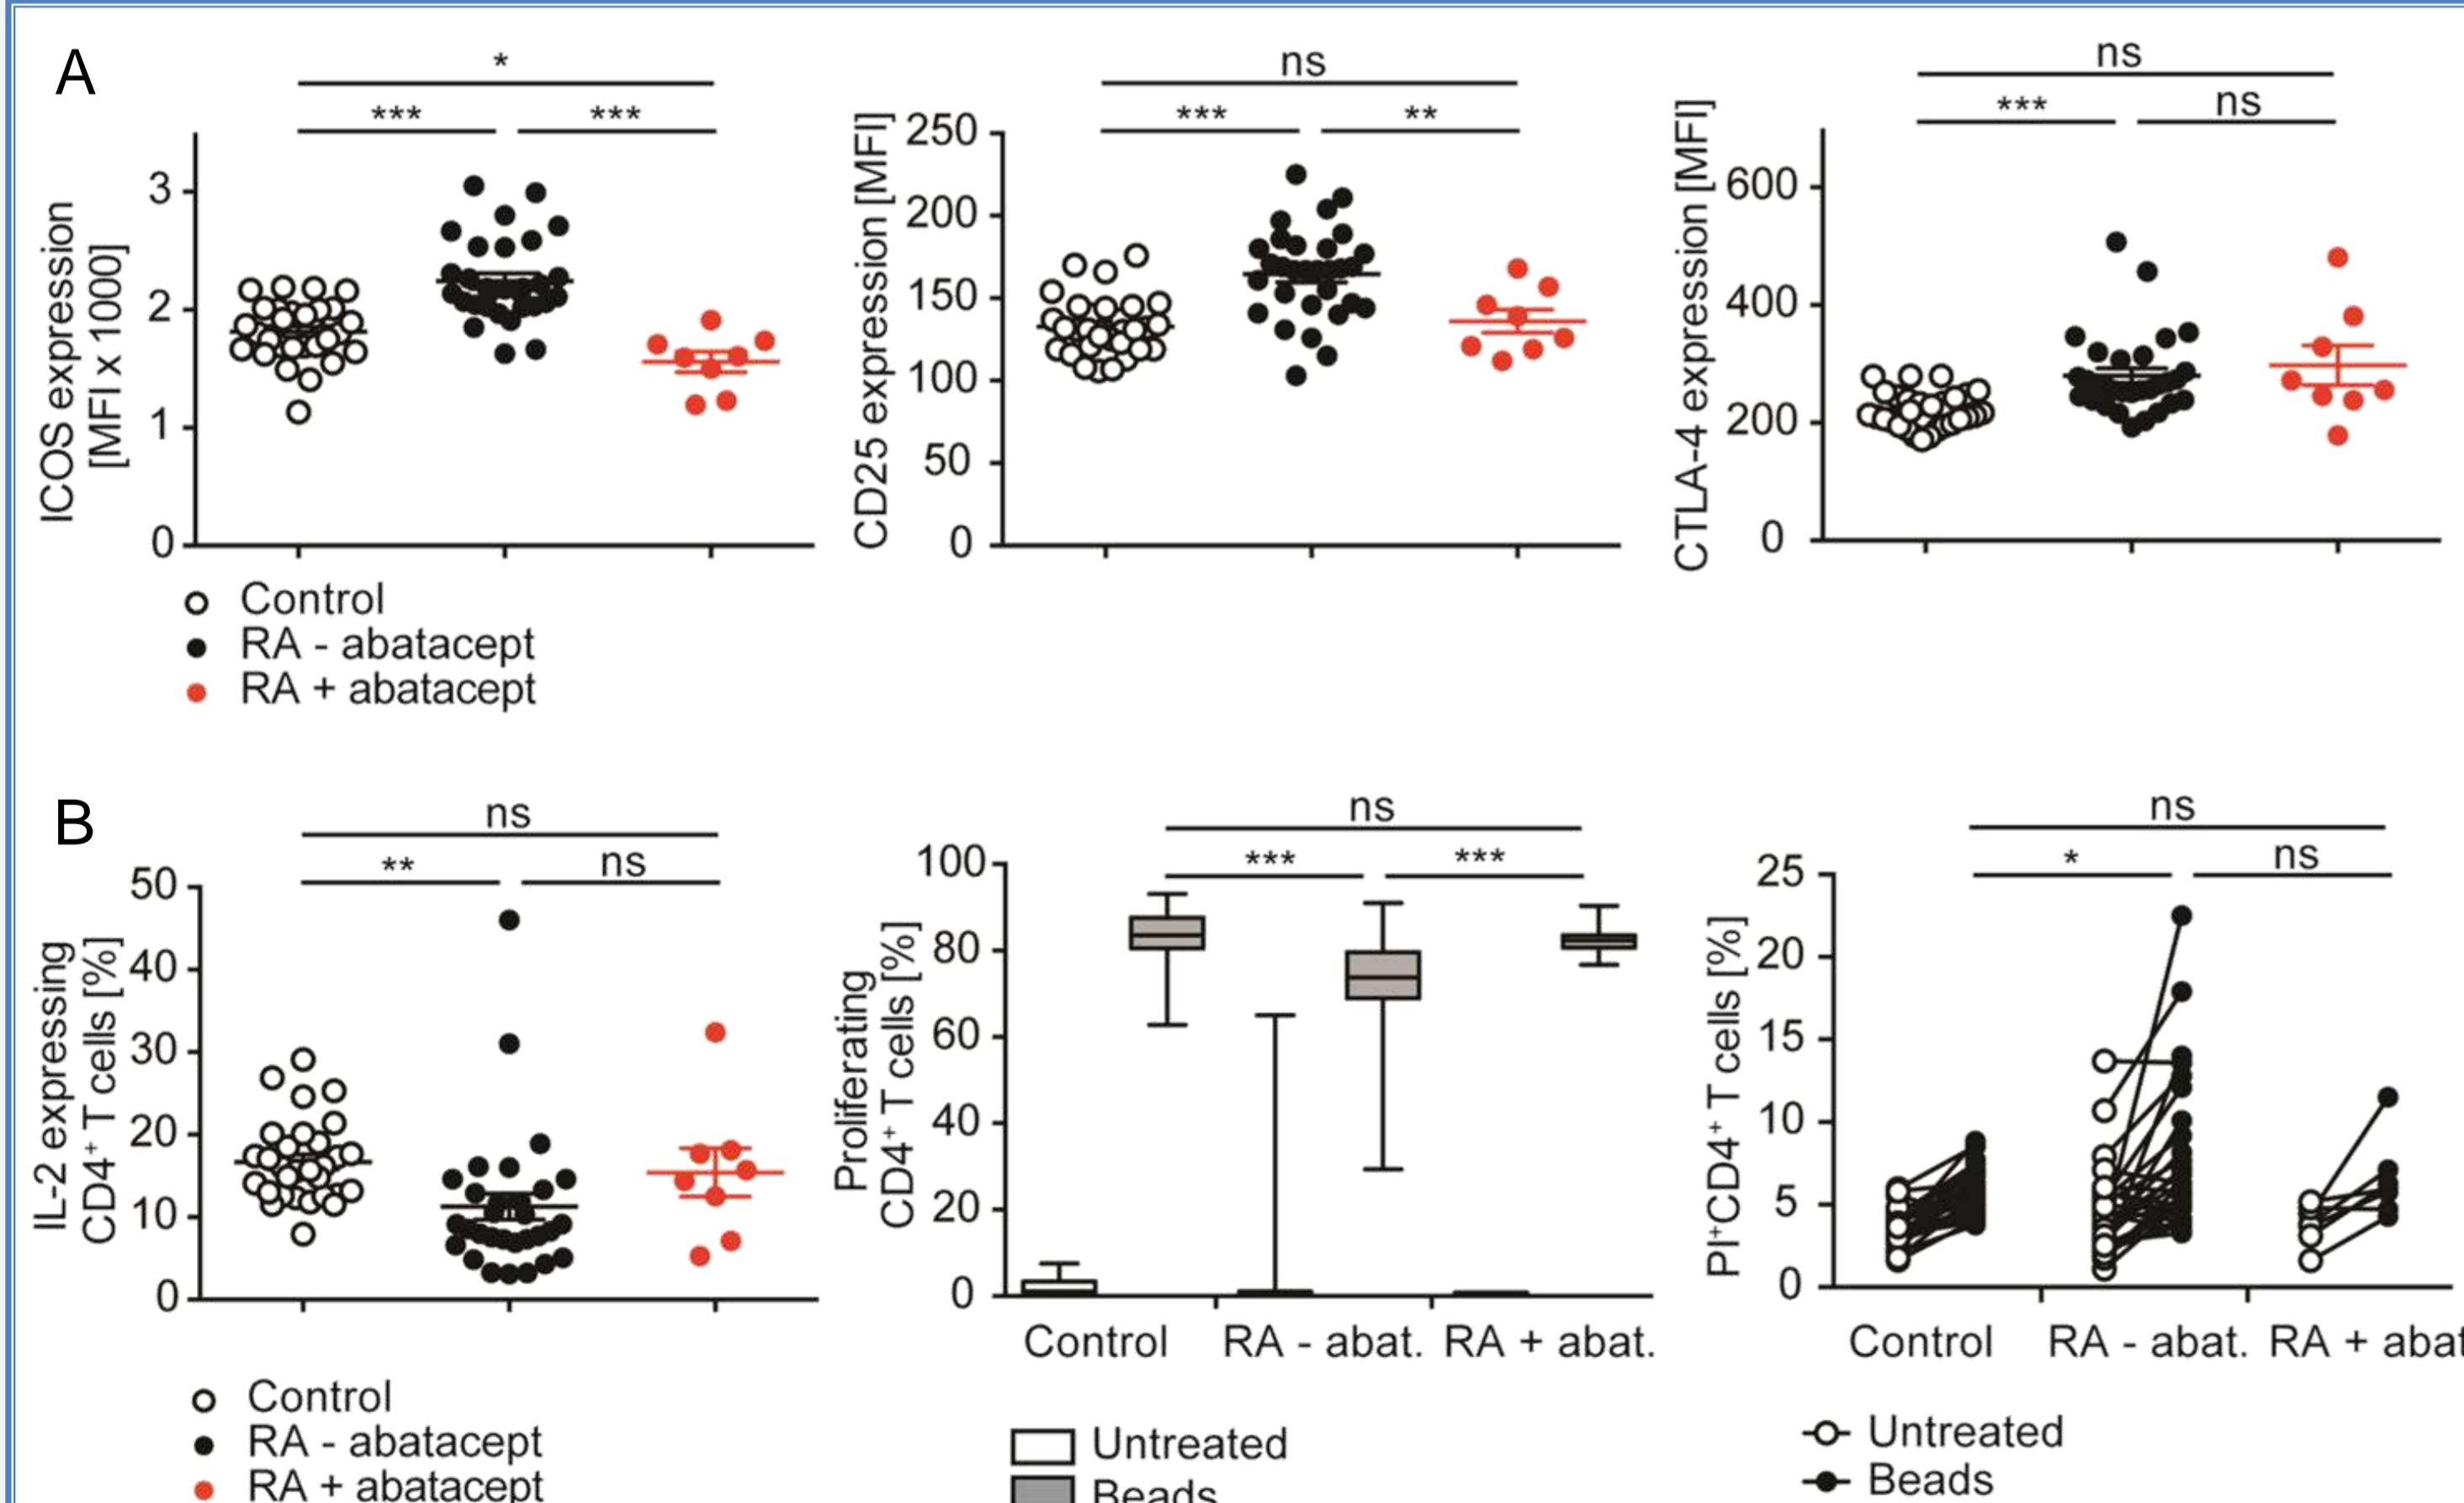 A
*
*** ***
ICOS expression
[MFI x 1000]
3
2
1
0
ns
*** **
CD25 expression [MFI]
250
200
150
100
50
0
ns
*** ns
CTLA-4 expression [MFI]
600
400
200
0
Control
RA - abatacept
RA + abatacept
B
ns
** ns
IL-2 expressing
CD4⁺ T cells [%]
50
40
30
20
10
0
Control
RA - abatacept
RA + abatacept
ns
*** ***
Proliferating
CD4⁺ T cells [%]
100
80
60
40
20
0
Control RA - abat. RA + abat.
Untreated
Beads
ns
* ns
PI⁺CD4⁺ T cells [%]
25
20
15
10
5
0
Control RA - abat. RA + abat
Untreated
Beads